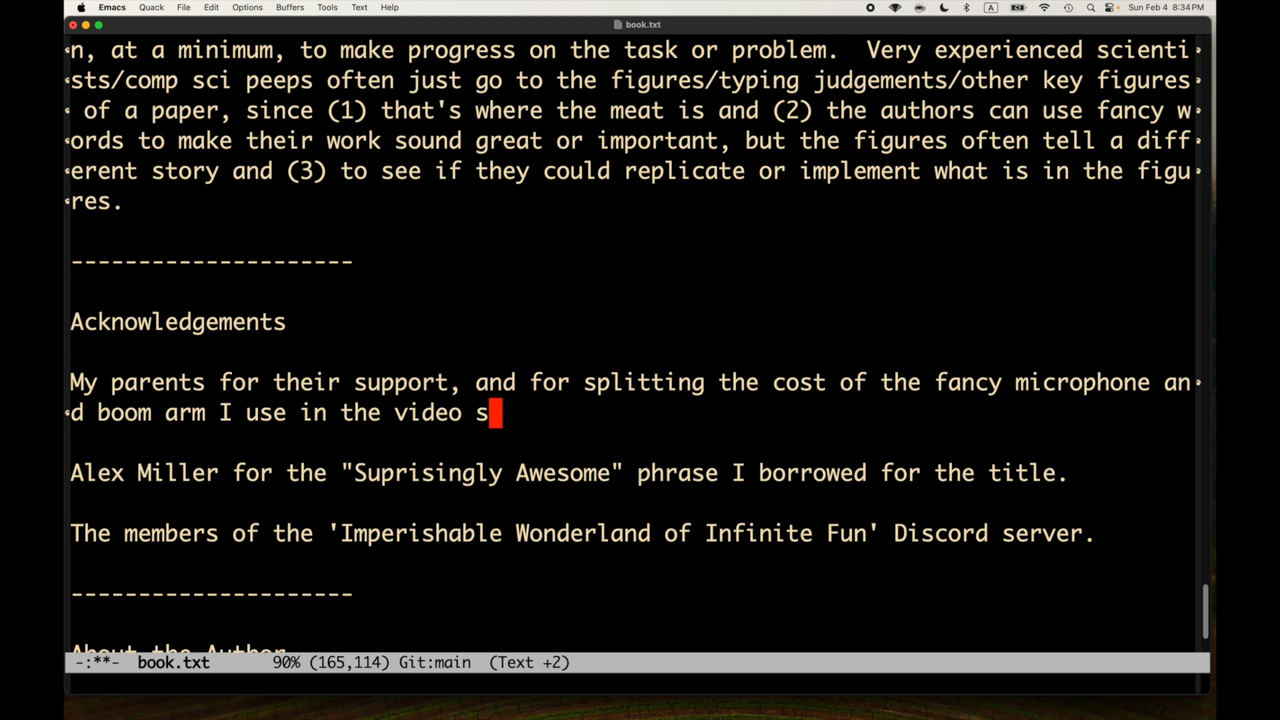 Emacs Quack File Edit Options Buffers Tools Text Help A Sun Feb 4 8:34 PM
book.txt
n, at a minimum, to make progress on the task or problem.  Very experienced scienti
sts/comp sci peeps often just go to the figures/typing judgements/other key figures
 of a paper, since (1) that's where the meat is and (2) the authors can use fancy w
ords to make their work sound great or important, but the figures often tell a diff
erent story and (3) to see if they could replicate or implement what is in the figu
res.
---------------------
Acknowledgements
My parents for their support, and for splitting the cost of the fancy microphone an
d boom arm I use in the video s
Alex Miller for the "Suprisingly Awesome" phrase I borrowed for the title.
The members of the 'Imperishable Wonderland of Infinite Fun' Discord server.
---------------------
About the Author
-:**-  book.txt      90% (165,114) Git:main  (Text +2)